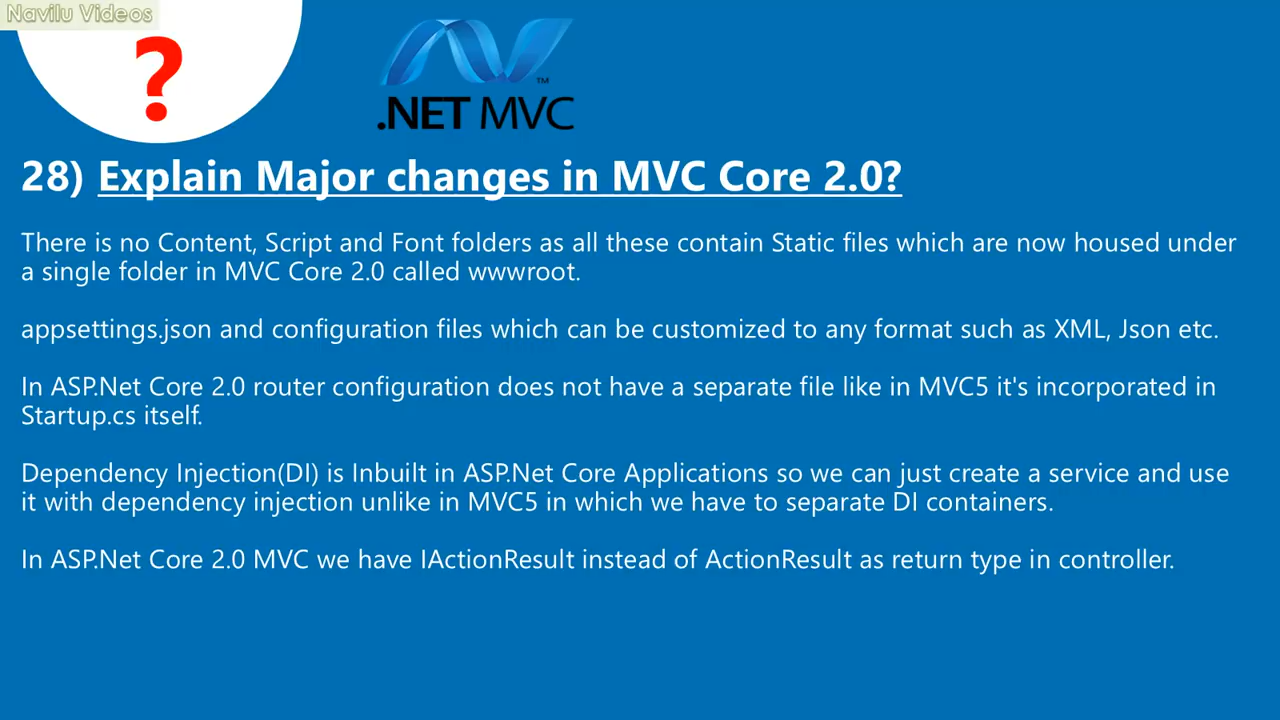 Navilu Videos
?
.NET MVC
TM
28) Explain Major changes in MVC Core 2.0?
There is no Content, Script and Font folders as all these contain Static files which are now housed under
a single folder in MVC Core 2.0 called wwwroot.
appsettings.json and configuration files which can be customized to any format such as XML, Json etc.
In ASP.Net Core 2.0 router configuration does not have a separate file like in MVC5 it's incorporated in
Startup.cs itself.
Dependency Injection(DI) is Inbuilt in ASP.Net Core Applications so we can just create a service and use
it with dependency injection unlike in MVC5 in which we have to separate DI containers.
In ASP.Net Core 2.0 MVC we have IActionResult instead of ActionResult as return type in controller.